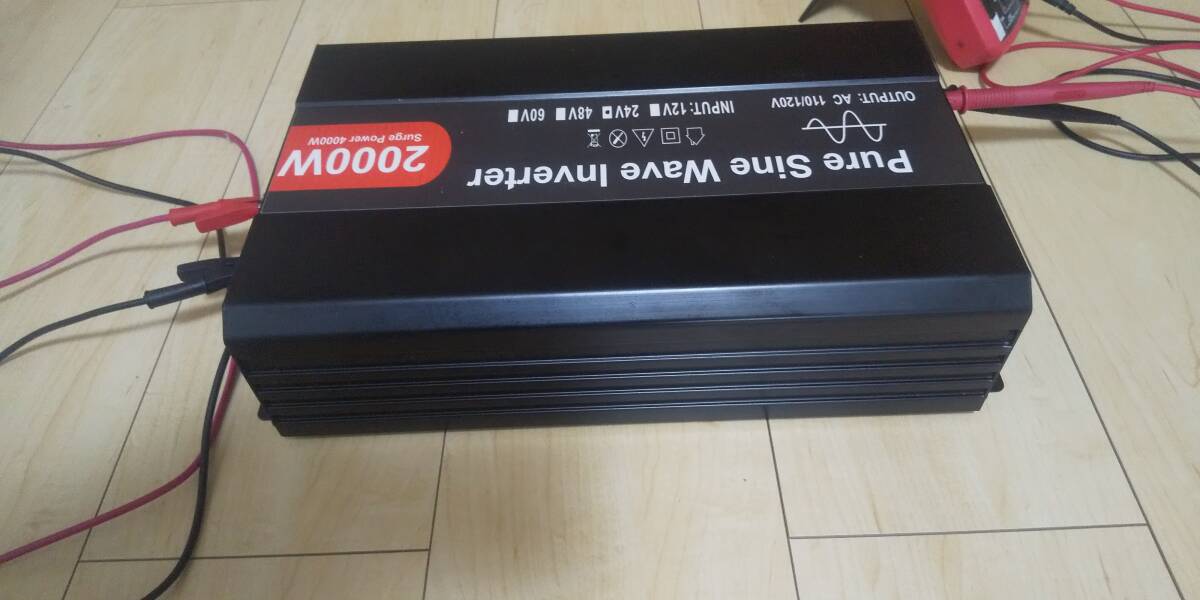 Pure Sine Wave Inverter
2000W
Surge Power 4000W
OUTPUT: AC 110/120V
INPUT:12V 24V 48V 60V